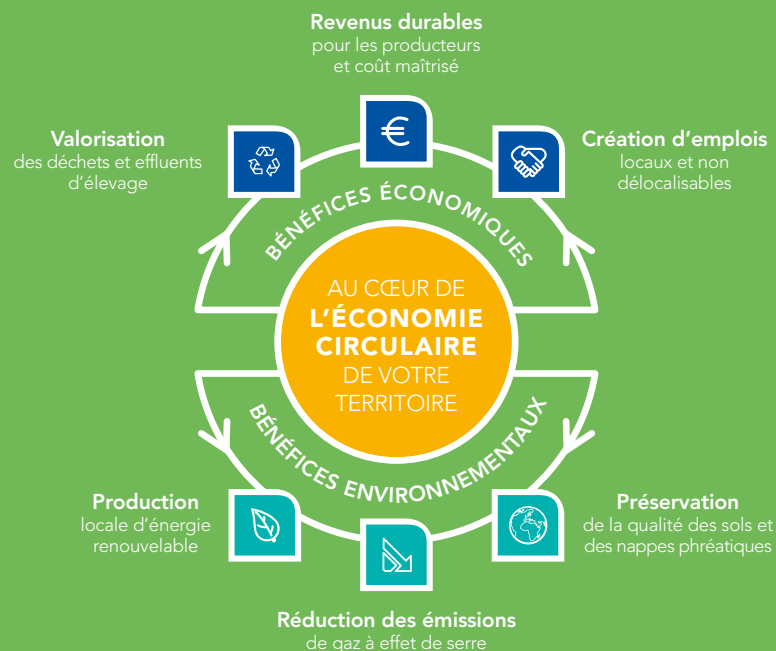 Revenus durables
pour les producteurs
et coût maîtrisé
Valorisation
des déchets et effluents
d'élevage
€
Création d'emplois
locaux et non
délocalisables
BÉNÉFICES ÉCONOMIQUES
AU CŒUR DE
L'ÉCONOMIE
CIRCULAIRE
DE VOTRE
TERRITOIRE
BÉNÉFICES ENVIRONNEMENTAUX
Production
locale d'énergie
renouvelable
Préservation
de la qualité des sols et
des nappes phréatiques
Réduction des émissions
de gaz à effet de serre